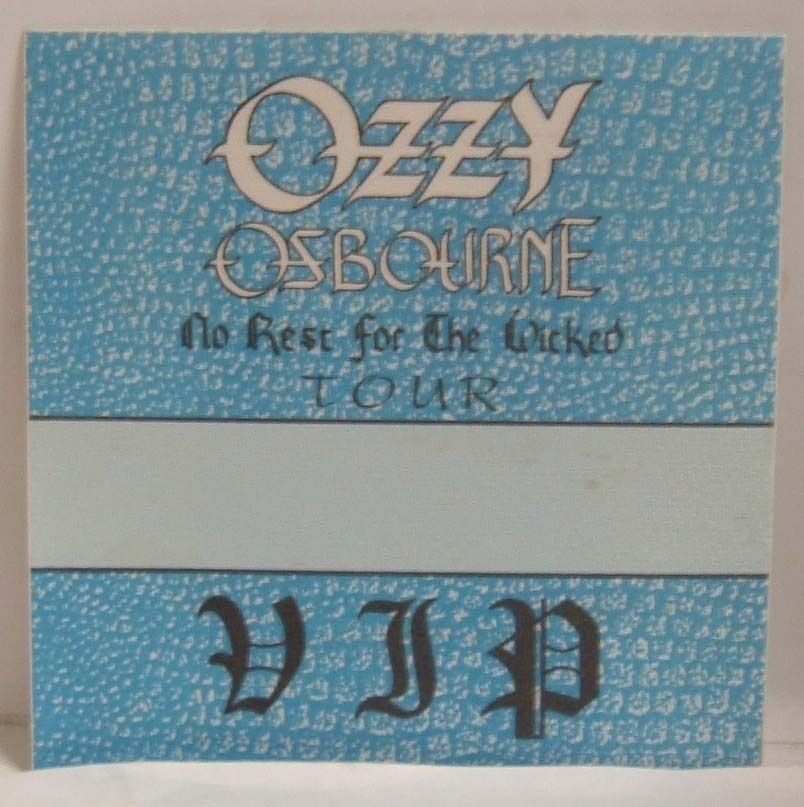 OZZY
OSBOURNE
No Rest for The Wicked
TOUR
VIP